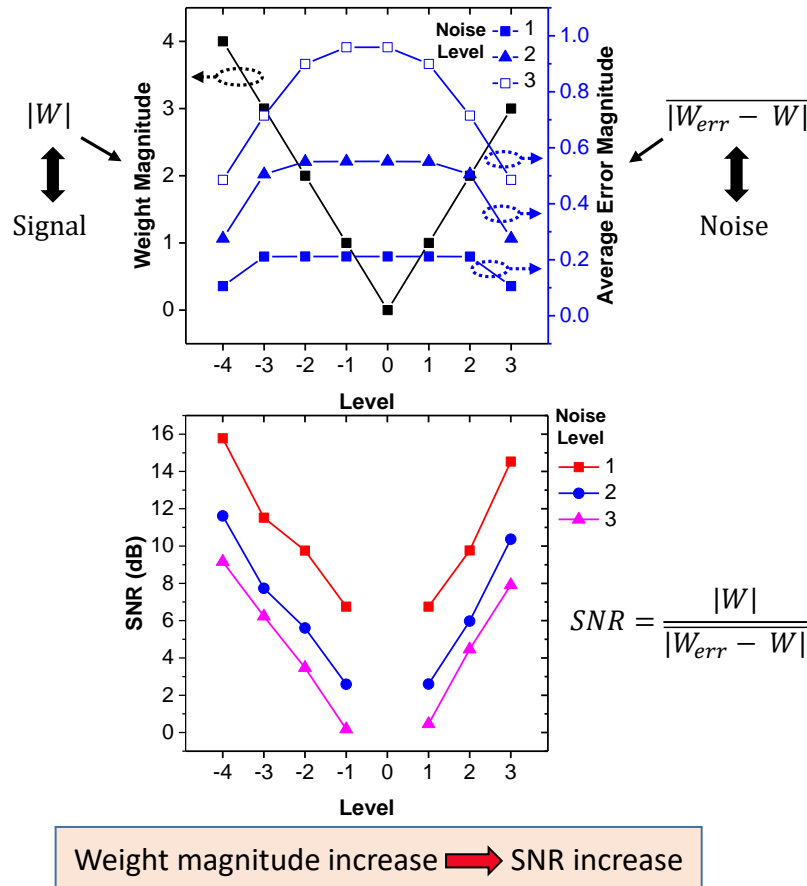 Noise
Level
1
2
3
4
3
2
1
0
Weight Magnitude
1.0
0.8
0.6
0.4
0.2
0.0
Average Error Magnitude
-4 -3 -2 -1 0 1 2 3
Level
|W|
Signal
|W_err − W|
Noise
Noise
Level
1
2
3
16
14
12
10
8
6
4
2
0
SNR (dB)
-4 -3 -2 -1 0 1 2 3
Level
SNR = |W| / |W_err − W|
Weight magnitude increase SNR increase